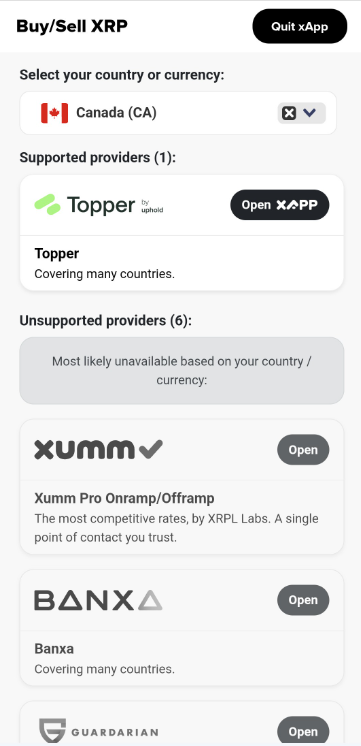 Buy/Sell XRP
Quit xApp
Select your country or currency:
Canada (CA)
Supported providers (1):
Topper by uphold
Open XAPP
Topper
Covering many countries.
Unsupported providers (6):
Most likely unavailable based on your country /
currency:
xumm
Open
Xumm Pro Onramp/Offramp
The most competitive rates, by XRPL Labs. A single
point of contact you trust.
BANXA
Open
Banxa
Covering many countries.
GUARDARIAN
Open